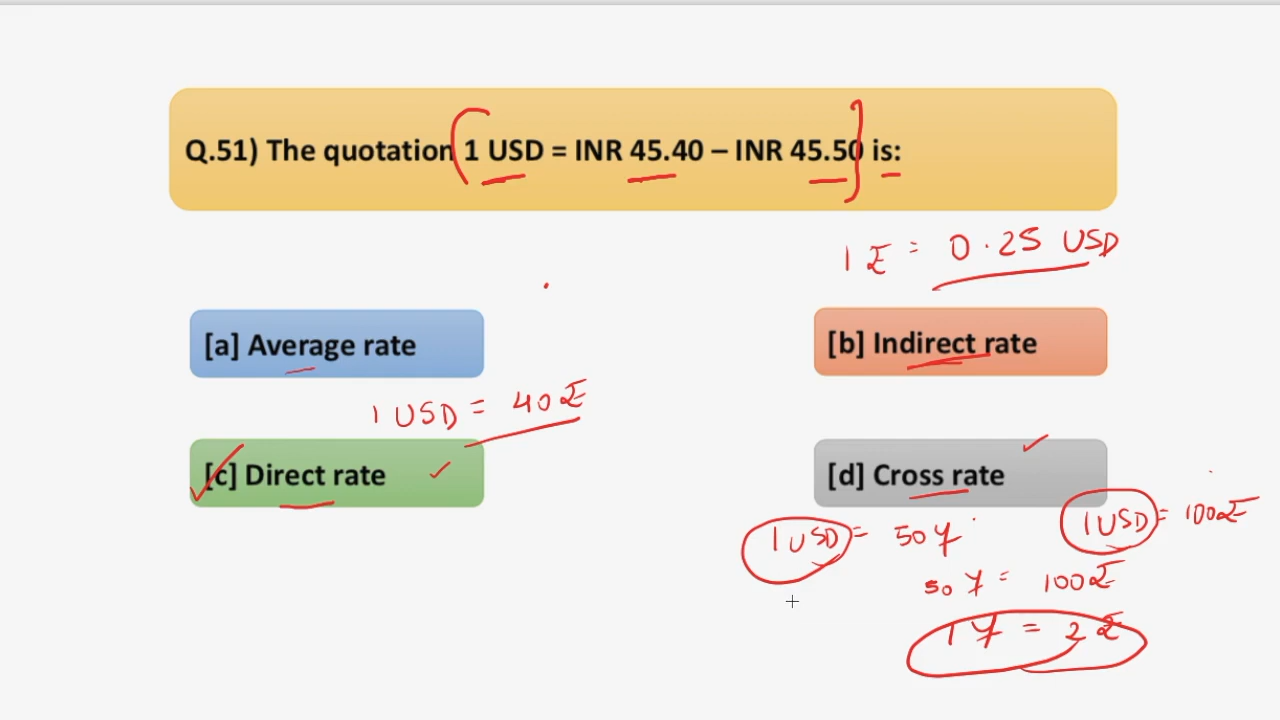 Q.51) The quotation 1 USD = INR 45.40 – INR 45.50 is:
1 ₹ = 0.25 USD
[a] Average rate
[b] Indirect rate
1 USD = 40₹
[c] Direct rate
[d] Cross rate
1 USD = 50 ¥
1 USD = 100₹
50 ¥ = 100₹
1 ¥ = 2 ₹